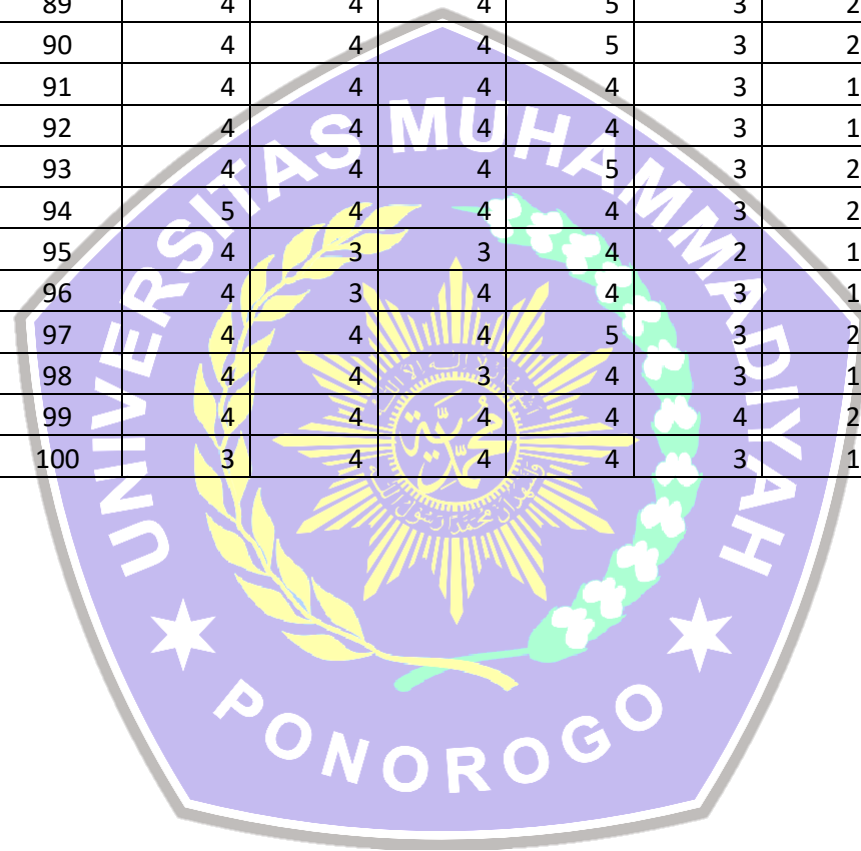 89 4 4 4 5 3 2
90 4 4 4 5 3 2
91 4 4 4 4 3 1
92 4 4 4 4 3 1
93 4 4 4 5 3 2
94 5 4 4 4 3 2
95 4 3 3 4 2 1
96 4 3 4 4 3 1
97 4 4 4 5 3 2
98 4 4 3 4 3 1
99 4 4 4 4 4 2
100 3 4 4 4 3 1
UNIVERSITAS MUHAMMADIYAH
PONOROGO